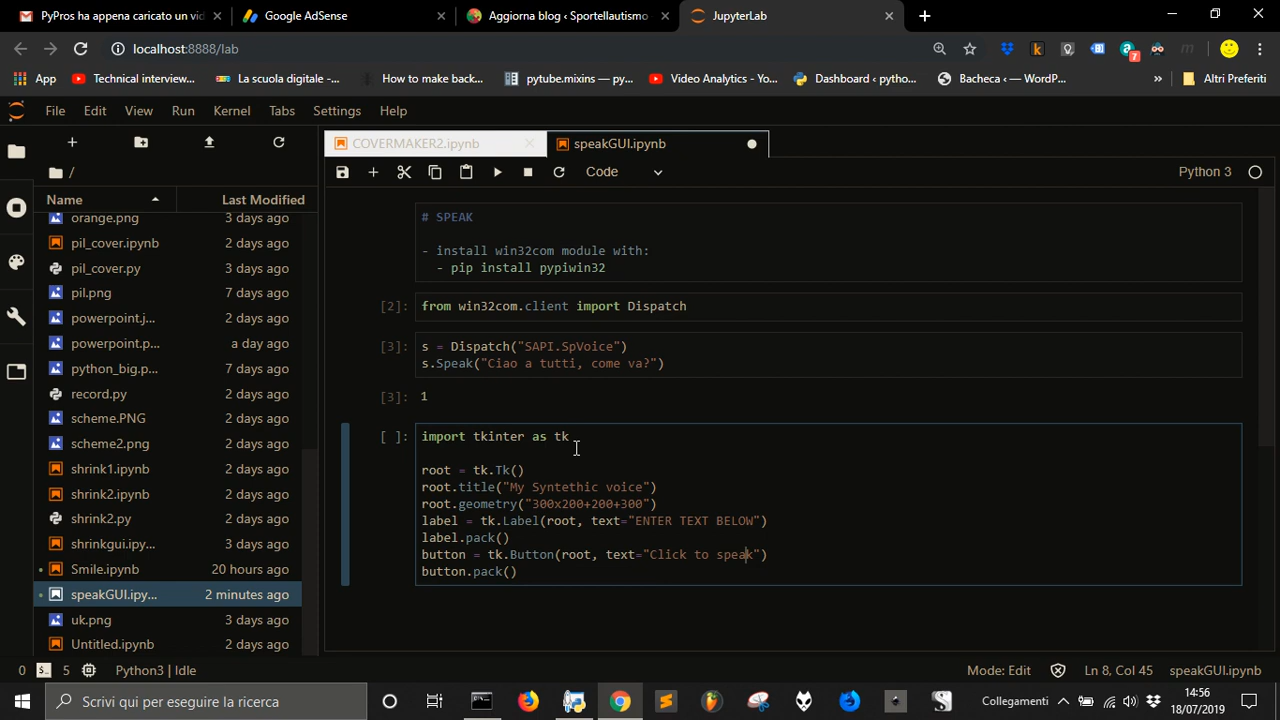 PyPros ha appena caricato un vid
Google AdSense
Aggiorna blog ‹ Sportellautismo
JupyterLab
localhost:8888/lab
7
App
Technical interview...
La scuola digitale -...
How to make back...
pytube.mixins — py...
Video Analytics - Yo...
Dashboard ‹ pytho...
Bacheca ‹ — WordP...
»
Altri Preferiti
File Edit View Run Kernel Tabs Settings Help
COVERMAKER2.ipynb
speakGUI.ipynb
/
Code
Python 3
Name
Last Modified
orange.png 3 days ago
pil_cover.ipynb 2 days ago
pil_cover.py 3 days ago
pil.png 7 days ago
powerpoint.j... 2 days ago
powerpoint.p... a day ago
python_big.p... 7 days ago
record.py 2 days ago
scheme.PNG 2 days ago
scheme2.png 2 days ago
shrink1.ipynb 2 days ago
shrink2.ipynb 2 days ago
shrink2.py 2 days ago
shrinkgui.ipy... 3 days ago
Smile.ipynb 20 hours ago
speakGUI.ipy... 2 minutes ago
uk.png 3 days ago
Untitled.ipynb 2 days ago
# SPEAK
- install win32com module with:
- pip install pypiwin32
[2]: from win32com.client import Dispatch
[3]: s = Dispatch("SAPI.SpVoice")
s.Speak("Ciao a tutti, come va?")
[3]: 1
[ ]: import tkinter as tk
root = tk.Tk()
root.title("My Syntethic voice")
root.geometry("300x200+200+300")
label = tk.Label(root, text="ENTER TEXT BELOW")
label.pack()
button = tk.Button(root, text="Click to speak")
button.pack()
0
5
Python3 | Idle
Mode: Edit
Ln 8, Col 45
speakGUI.ipynb
Scrivi qui per eseguire la ricerca
Collegamenti
4:56
18/07/2019